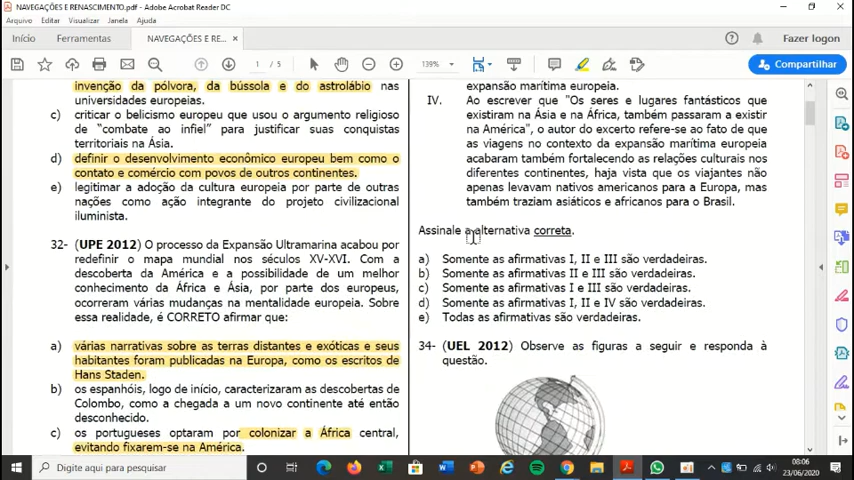 NAVEGAÇÕES E RENASCIMENTO.pdf - Adobe Acrobat Reader DC
Arquivo Editar Visualizar Janela Ajuda
Início Ferramentas NAVEGAÇÕES E RE... × Fazer logon
1 / 5 139% Compartilhar
invenção da pólvora, da bússola e do astrolábio nas
universidades europeias.
c) criticar o belicismo europeu que usou o argumento religioso
de "combate ao infiel" para justificar suas conquistas
territoriais na Ásia.
d) definir o desenvolvimento econômico europeu bem como o
contato e comércio com povos de outros continentes.
e) legitimar a adoção da cultura europeia por parte de outras
nações como ação integrante do projeto civilizacional
iluminista.
32- (UPE 2012) O processo da Expansão Ultramarina acabou por
redefinir o mapa mundial nos séculos XV-XVI. Com a
descoberta da América e a possibilidade de um melhor
conhecimento da África e Ásia, por parte dos europeus,
ocorreram várias mudanças na mentalidade europeia. Sobre
essa realidade, é CORRETO afirmar que:
a) várias narrativas sobre as terras distantes e exóticas e seus
habitantes foram publicadas na Europa, como os escritos de
Hans Staden.
b) os espanhóis, logo de início, caracterizaram as descobertas de
Colombo, como a chegada a um novo continente até então
desconhecido.
c) os portugueses optaram por colonizar a África central,
evitando fixarem-se na América.
expansão marítima europeia.
IV. Ao escrever que "Os seres e lugares fantásticos que
existiram na Ásia e na África, também passaram a existir
na América", o autor do excerto refere-se ao fato de que
as viagens no contexto da expansão marítima europeia
acabaram também fortalecendo as relações culturais nos
diferentes continentes, haja vista que os viajantes não
apenas levavam nativos americanos para a Europa, mas
também traziam asiáticos e africanos para o Brasil.
Assinale a alternativa correta.
a) Somente as afirmativas I, II e III são verdadeiras.
b) Somente as afirmativas II e III são verdadeiras.
c) Somente as afirmativas I e III são verdadeiras.
d) Somente as afirmativas I, II e IV são verdadeiras.
e) Todas as afirmativas são verdadeiras.
34- (UEL 2012) Observe as figuras a seguir e responda à
questão.
Digite aqui para pesquisar
08:06
23/06/2020